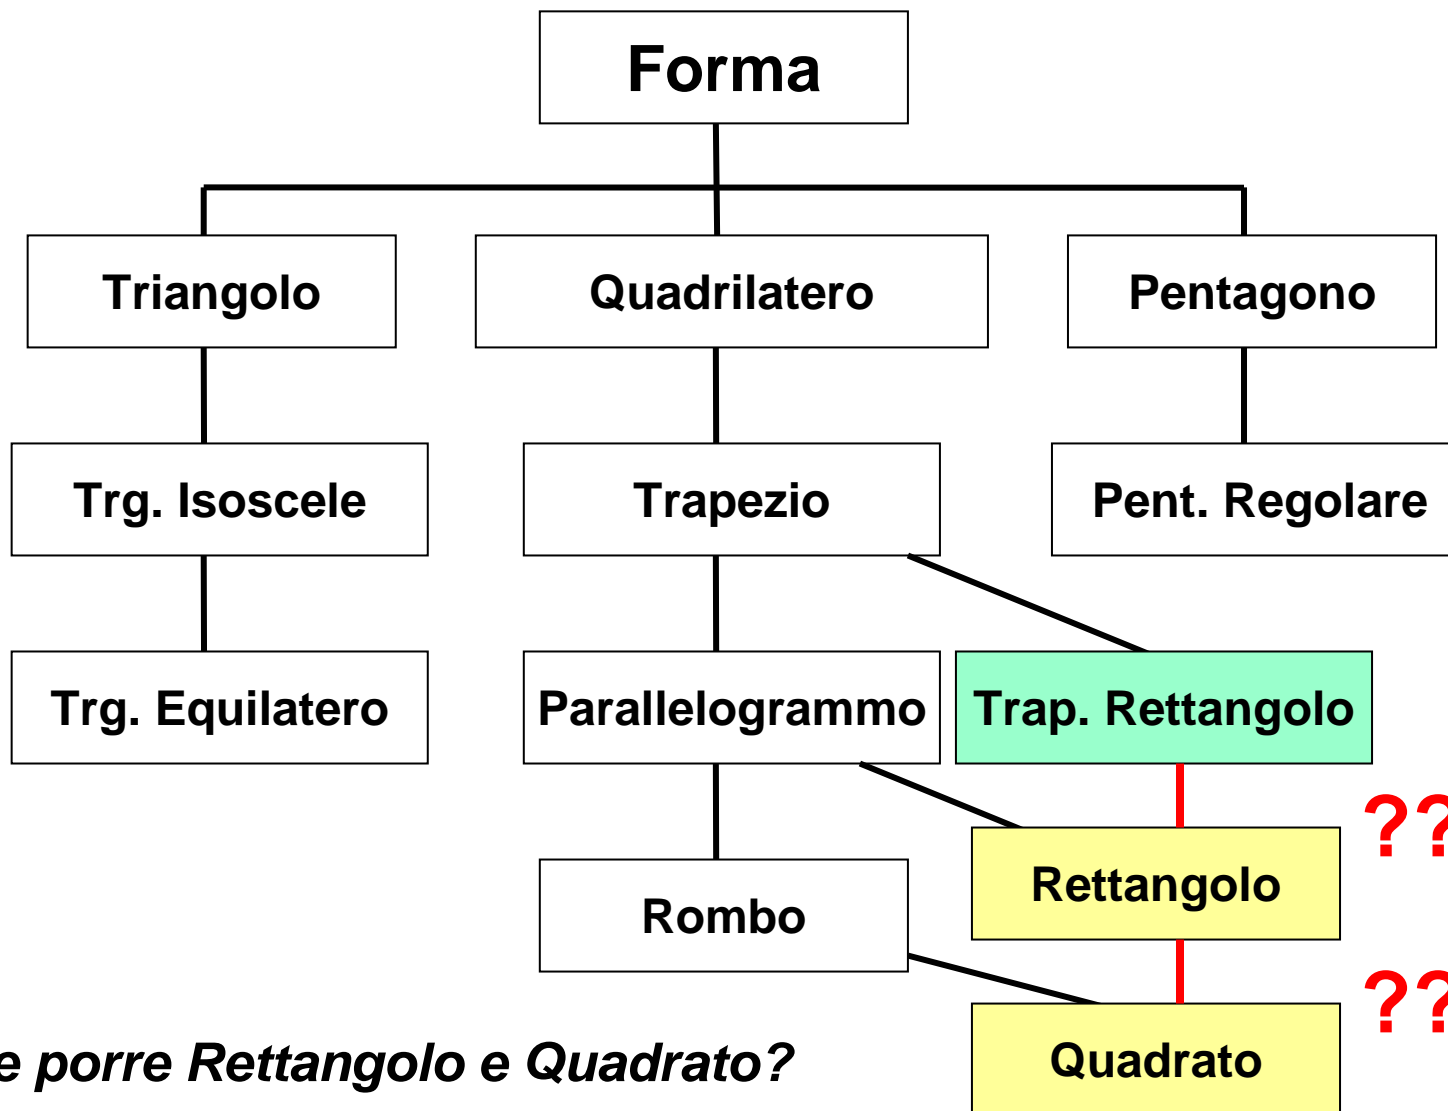 Forma
Triangolo
Quadrilatero
Pentagono
Trg. Isoscele
Trapezio
Pent. Regolare
Trg. Equilatero
Parallelogrammo
Trap. Rettangolo
??
Rettangolo
Rombo
??
e porre Rettangolo e Quadrato?
Quadrato